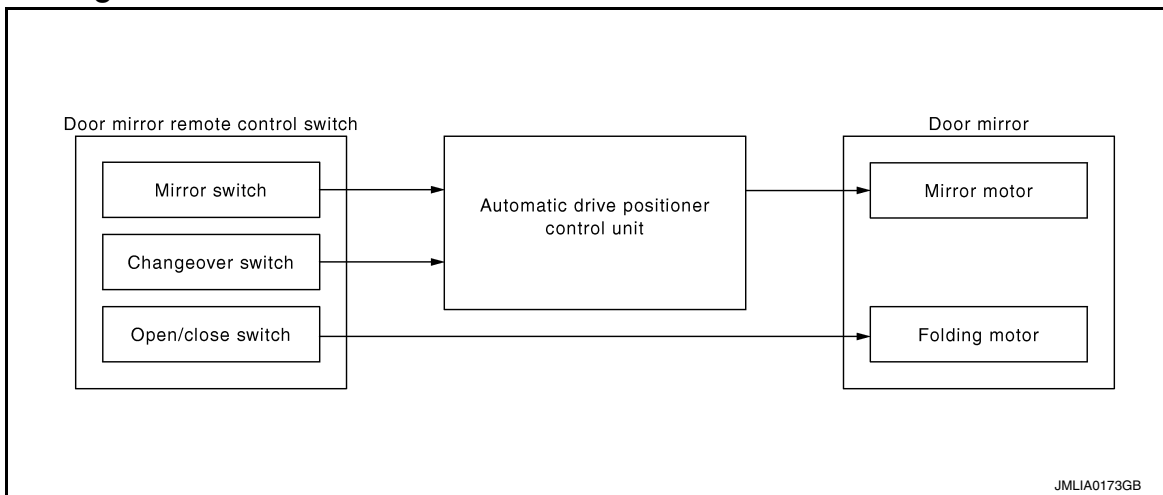 Door mirror remote control switch
Mirror switch
Changeover switch
Open/close switch
Automatic drive positioner
control unit
Door mirror
Mirror motor
Folding motor
JMLIA0173GB